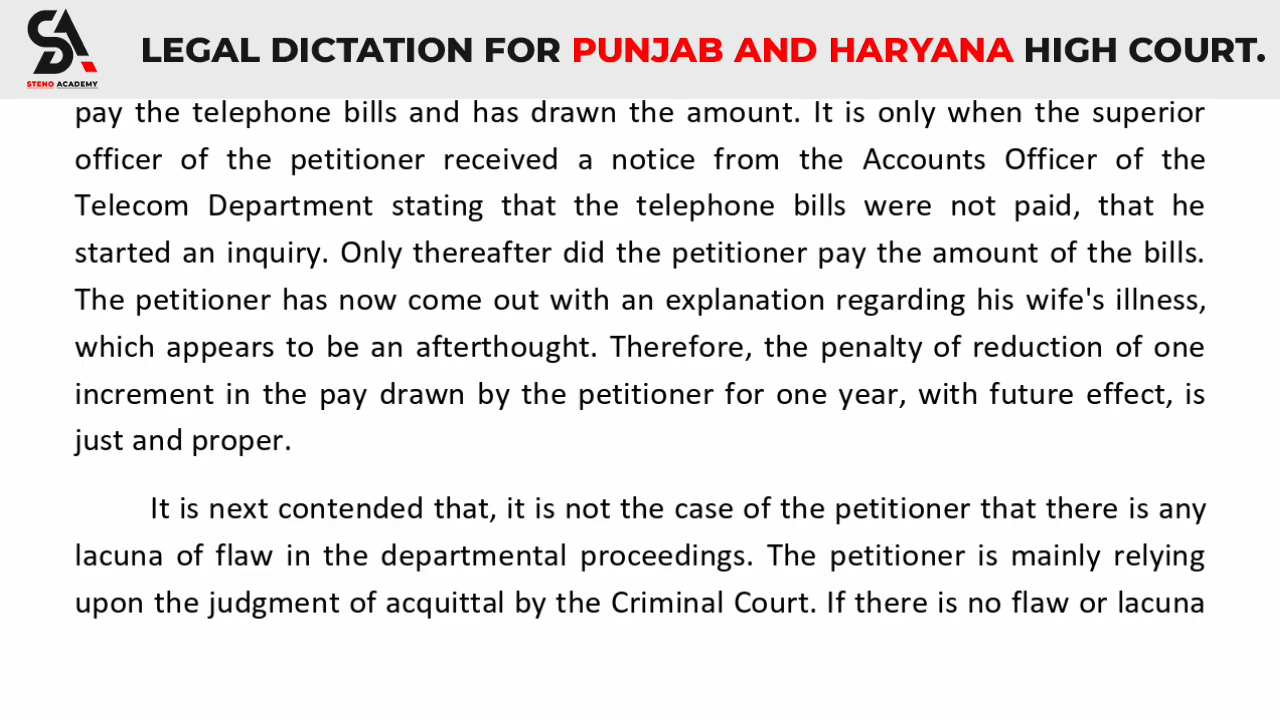 SA
STENO ACADEMY
LEGAL DICTATION FOR PUNJAB AND HARYANA HIGH COURT.
pay the telephone bills and has drawn the amount. It is only when the superior
officer of the petitioner received a notice from the Accounts Officer of the
Telecom Department stating that the telephone bills were not paid, that he
started an inquiry. Only thereafter did the petitioner pay the amount of the bills.
The petitioner has now come out with an explanation regarding his wife's illness,
which appears to be an afterthought. Therefore, the penalty of reduction of one
increment in the pay drawn by the petitioner for one year, with future effect, is
just and proper.
It is next contended that, it is not the case of the petitioner that there is any
lacuna of flaw in the departmental proceedings. The petitioner is mainly relying
upon the judgment of acquittal by the Criminal Court. If there is no flaw or lacuna